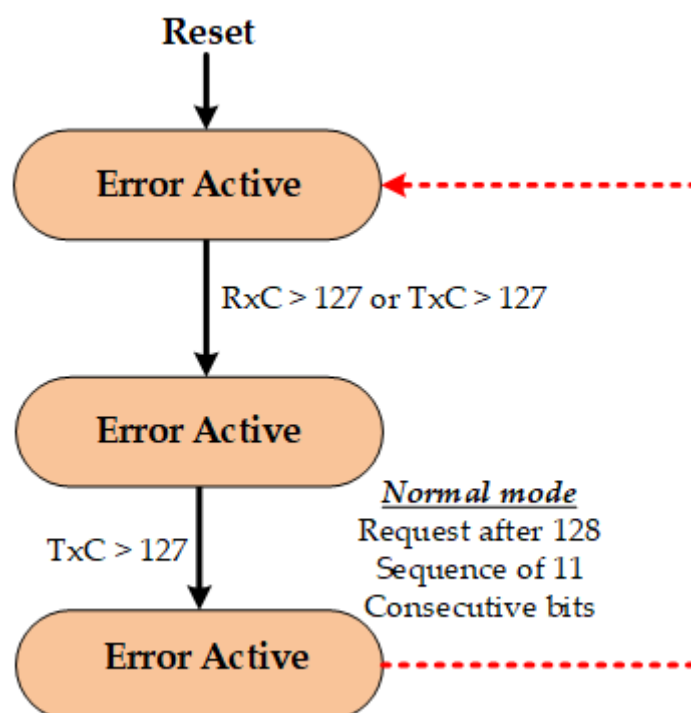 Reset
Error Active
RxC > 127 or TxC > 127
Error Active
Normal mode
Request after 128
Sequence of 11
Consecutive bits
TxC > 127
Error Active